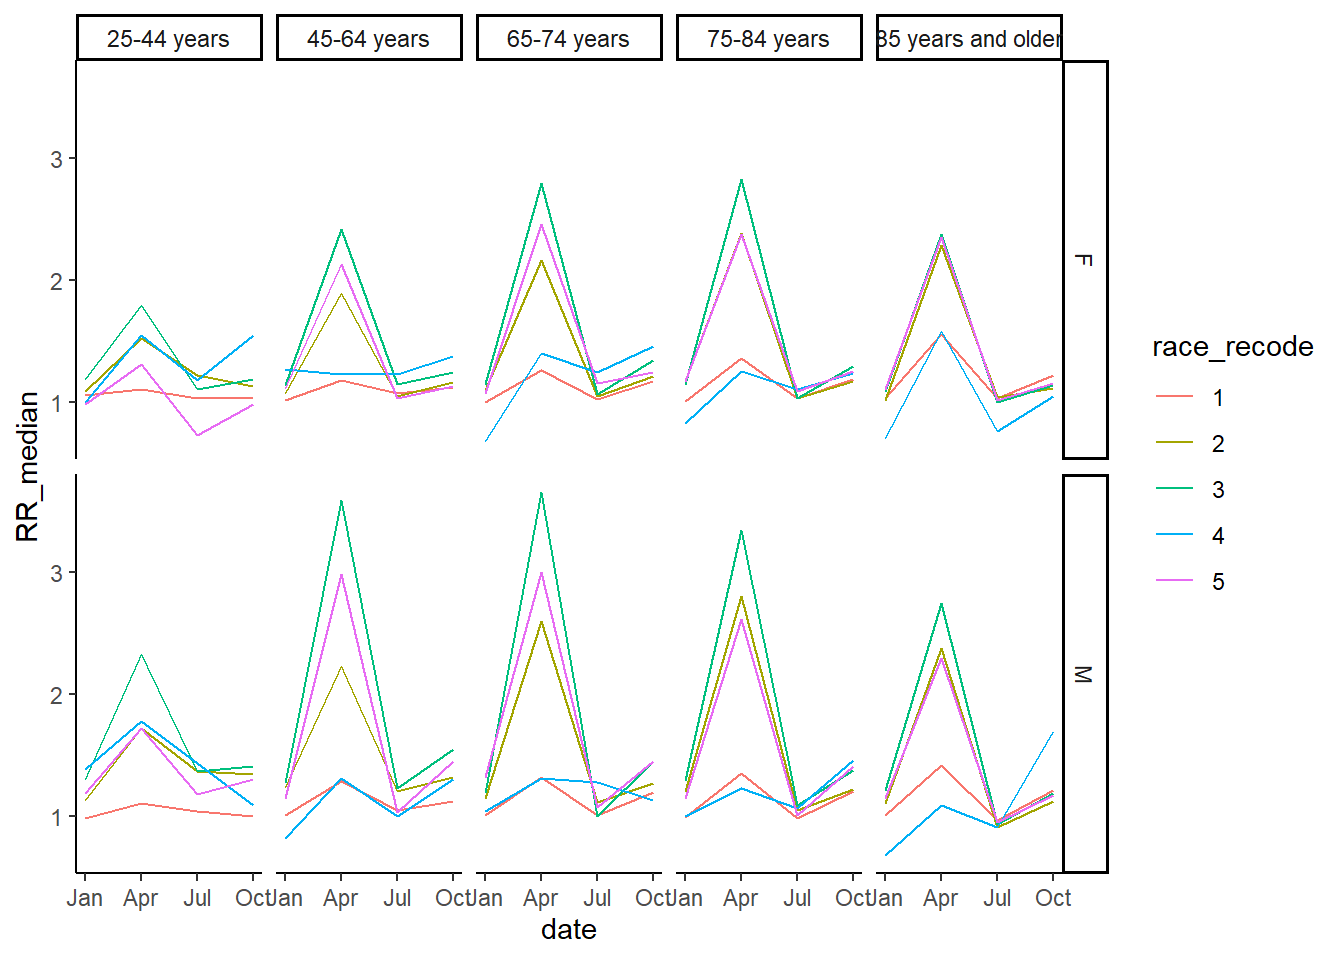 25-44 years
45-64 years
65-74 years
75-84 years
85 years and older
3
2
1
F
3
2
1
M
RR_median
Jan Apr Jul Oct Jan Apr Jul Oct Jan Apr Jul Oct Jan Apr Jul Oct Jan Apr Jul Oct
date
race_recode
1
2
3
4
5